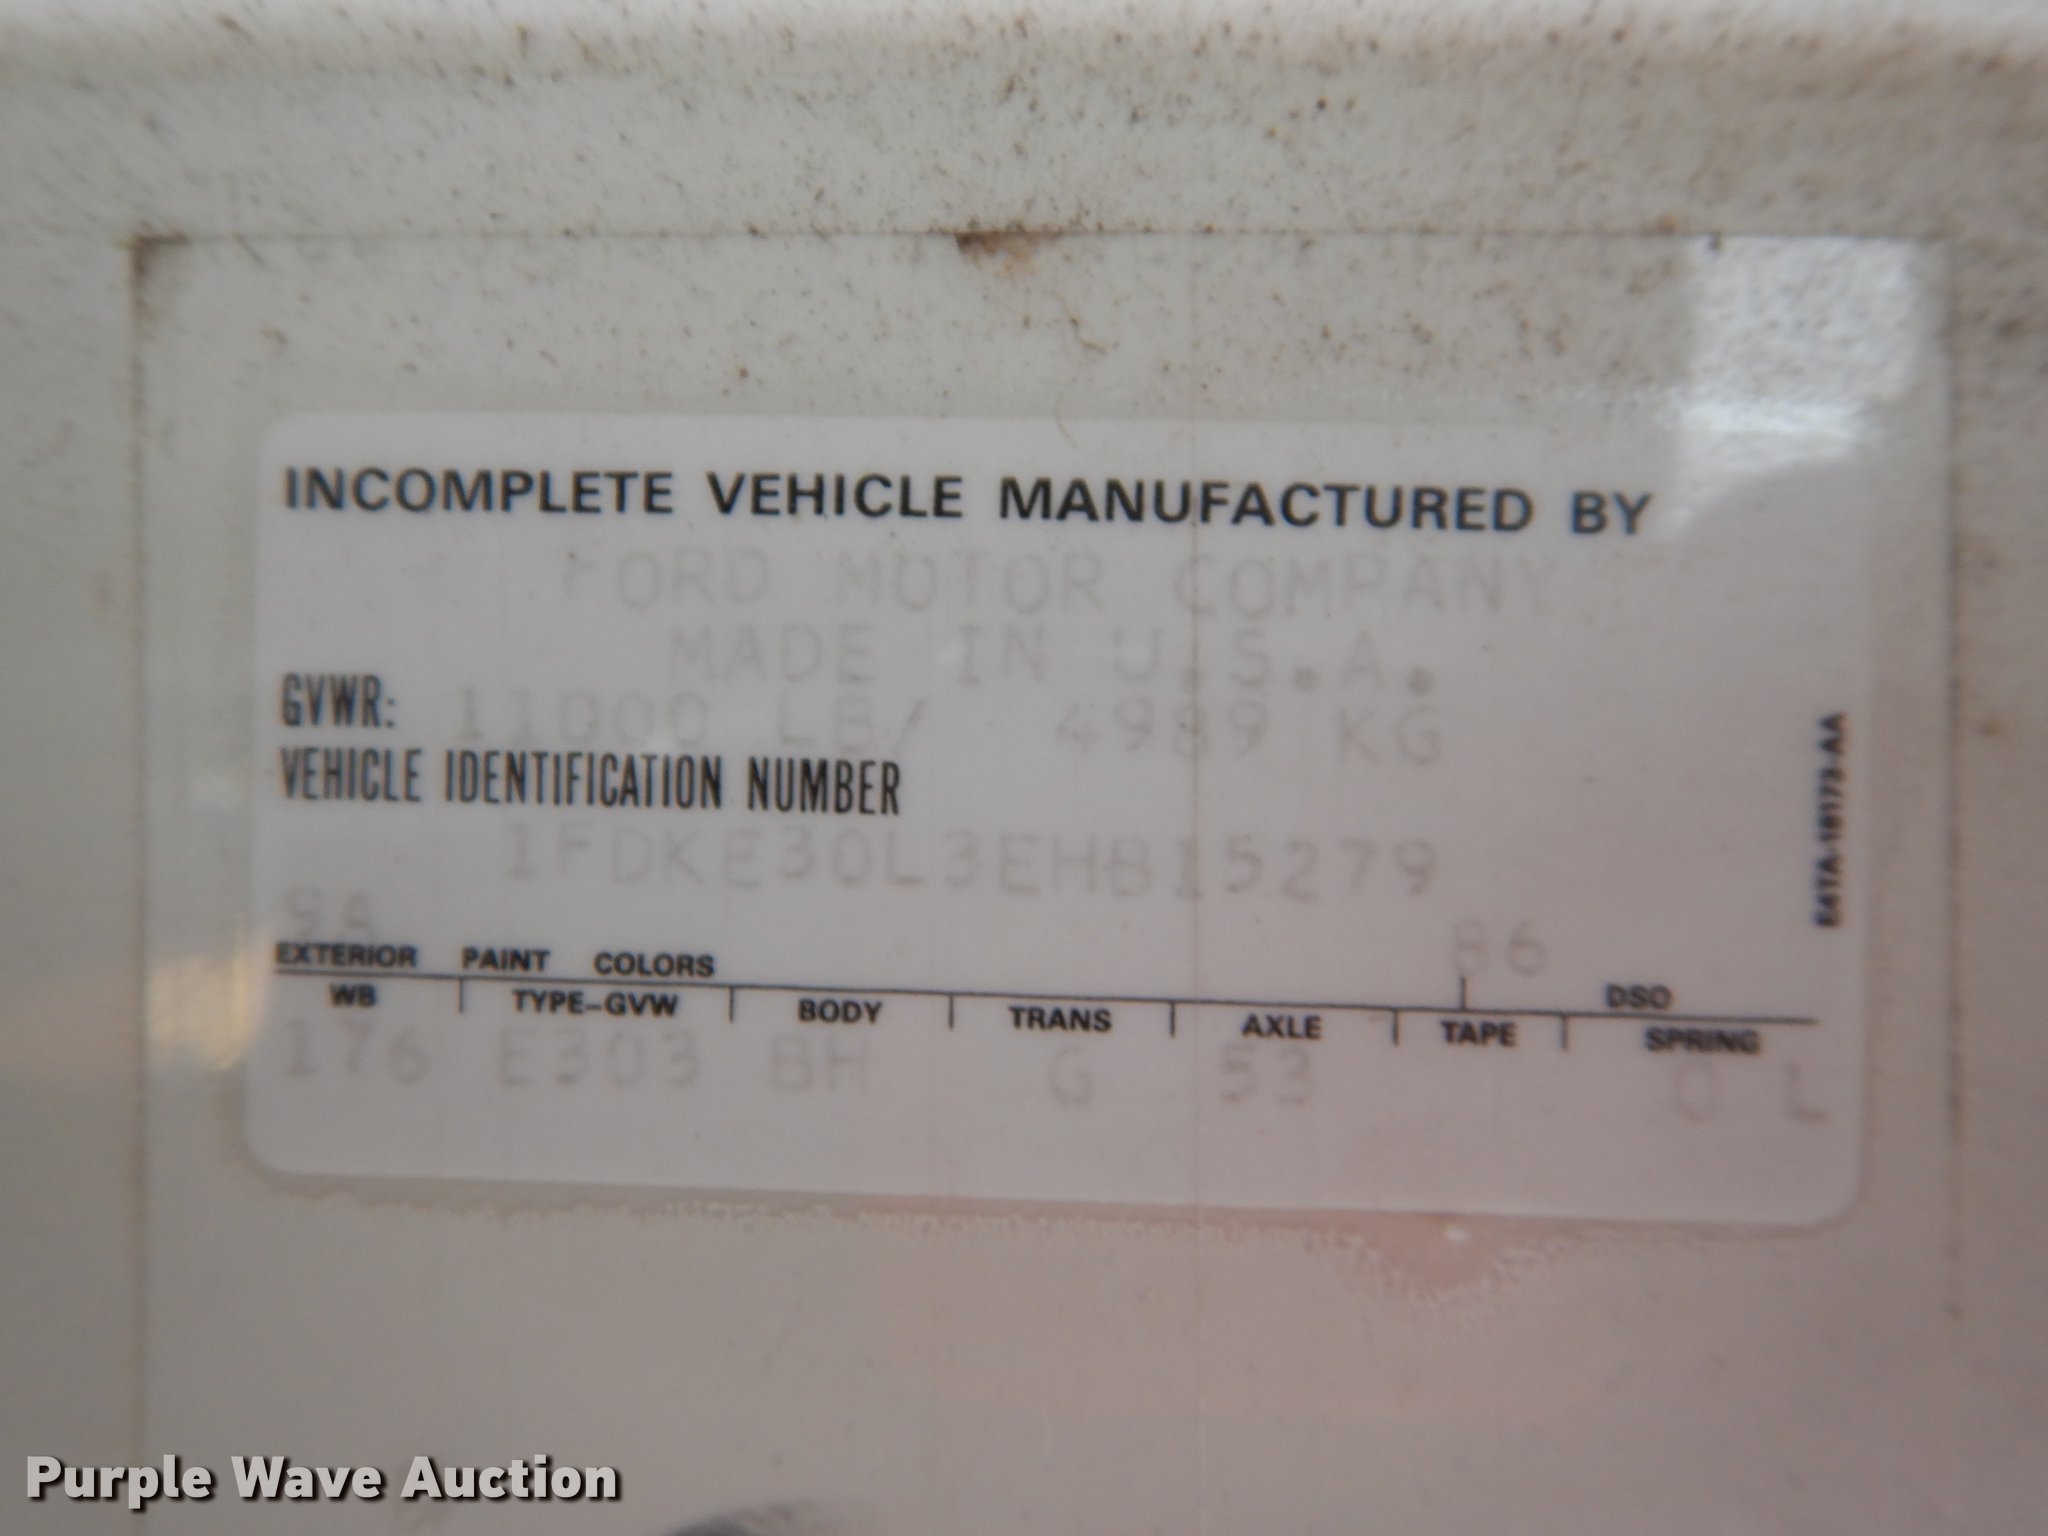 INCOMPLETE VEHICLE MANUFACTURED BY
FORD MOTOR COMPANY
MADE IN U.S.A.
GVWR: 11000 LB/ 4989 KG
VEHICLE IDENTIFICATION NUMBER
1FDKE30L3EHB15279
9A
EXTERIOR PAINT COLORS
B6
DSO
WB TYPE-GVW BODY TRANS AXLE TAPE SPRING
176 E303 BH G 53 O L
E4TA-15173-AA
Purple Wave Auction